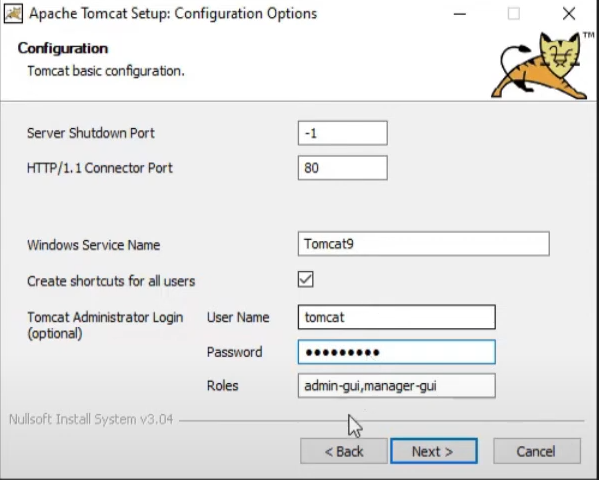 Apache Tomcat Setup: Configuration Options
Configuration
Tomcat basic configuration.
TM
Server Shutdown Port -1
HTTP/1.1 Connector Port 80
Windows Service Name Tomcat9
Create shortcuts for all users
Tomcat Administrator Login User Name tomcat
(optional)
Password ●●●●●●●●●
Roles admin-gui,manager-gui
Nullsoft Install System v3.04
< Back Next > Cancel